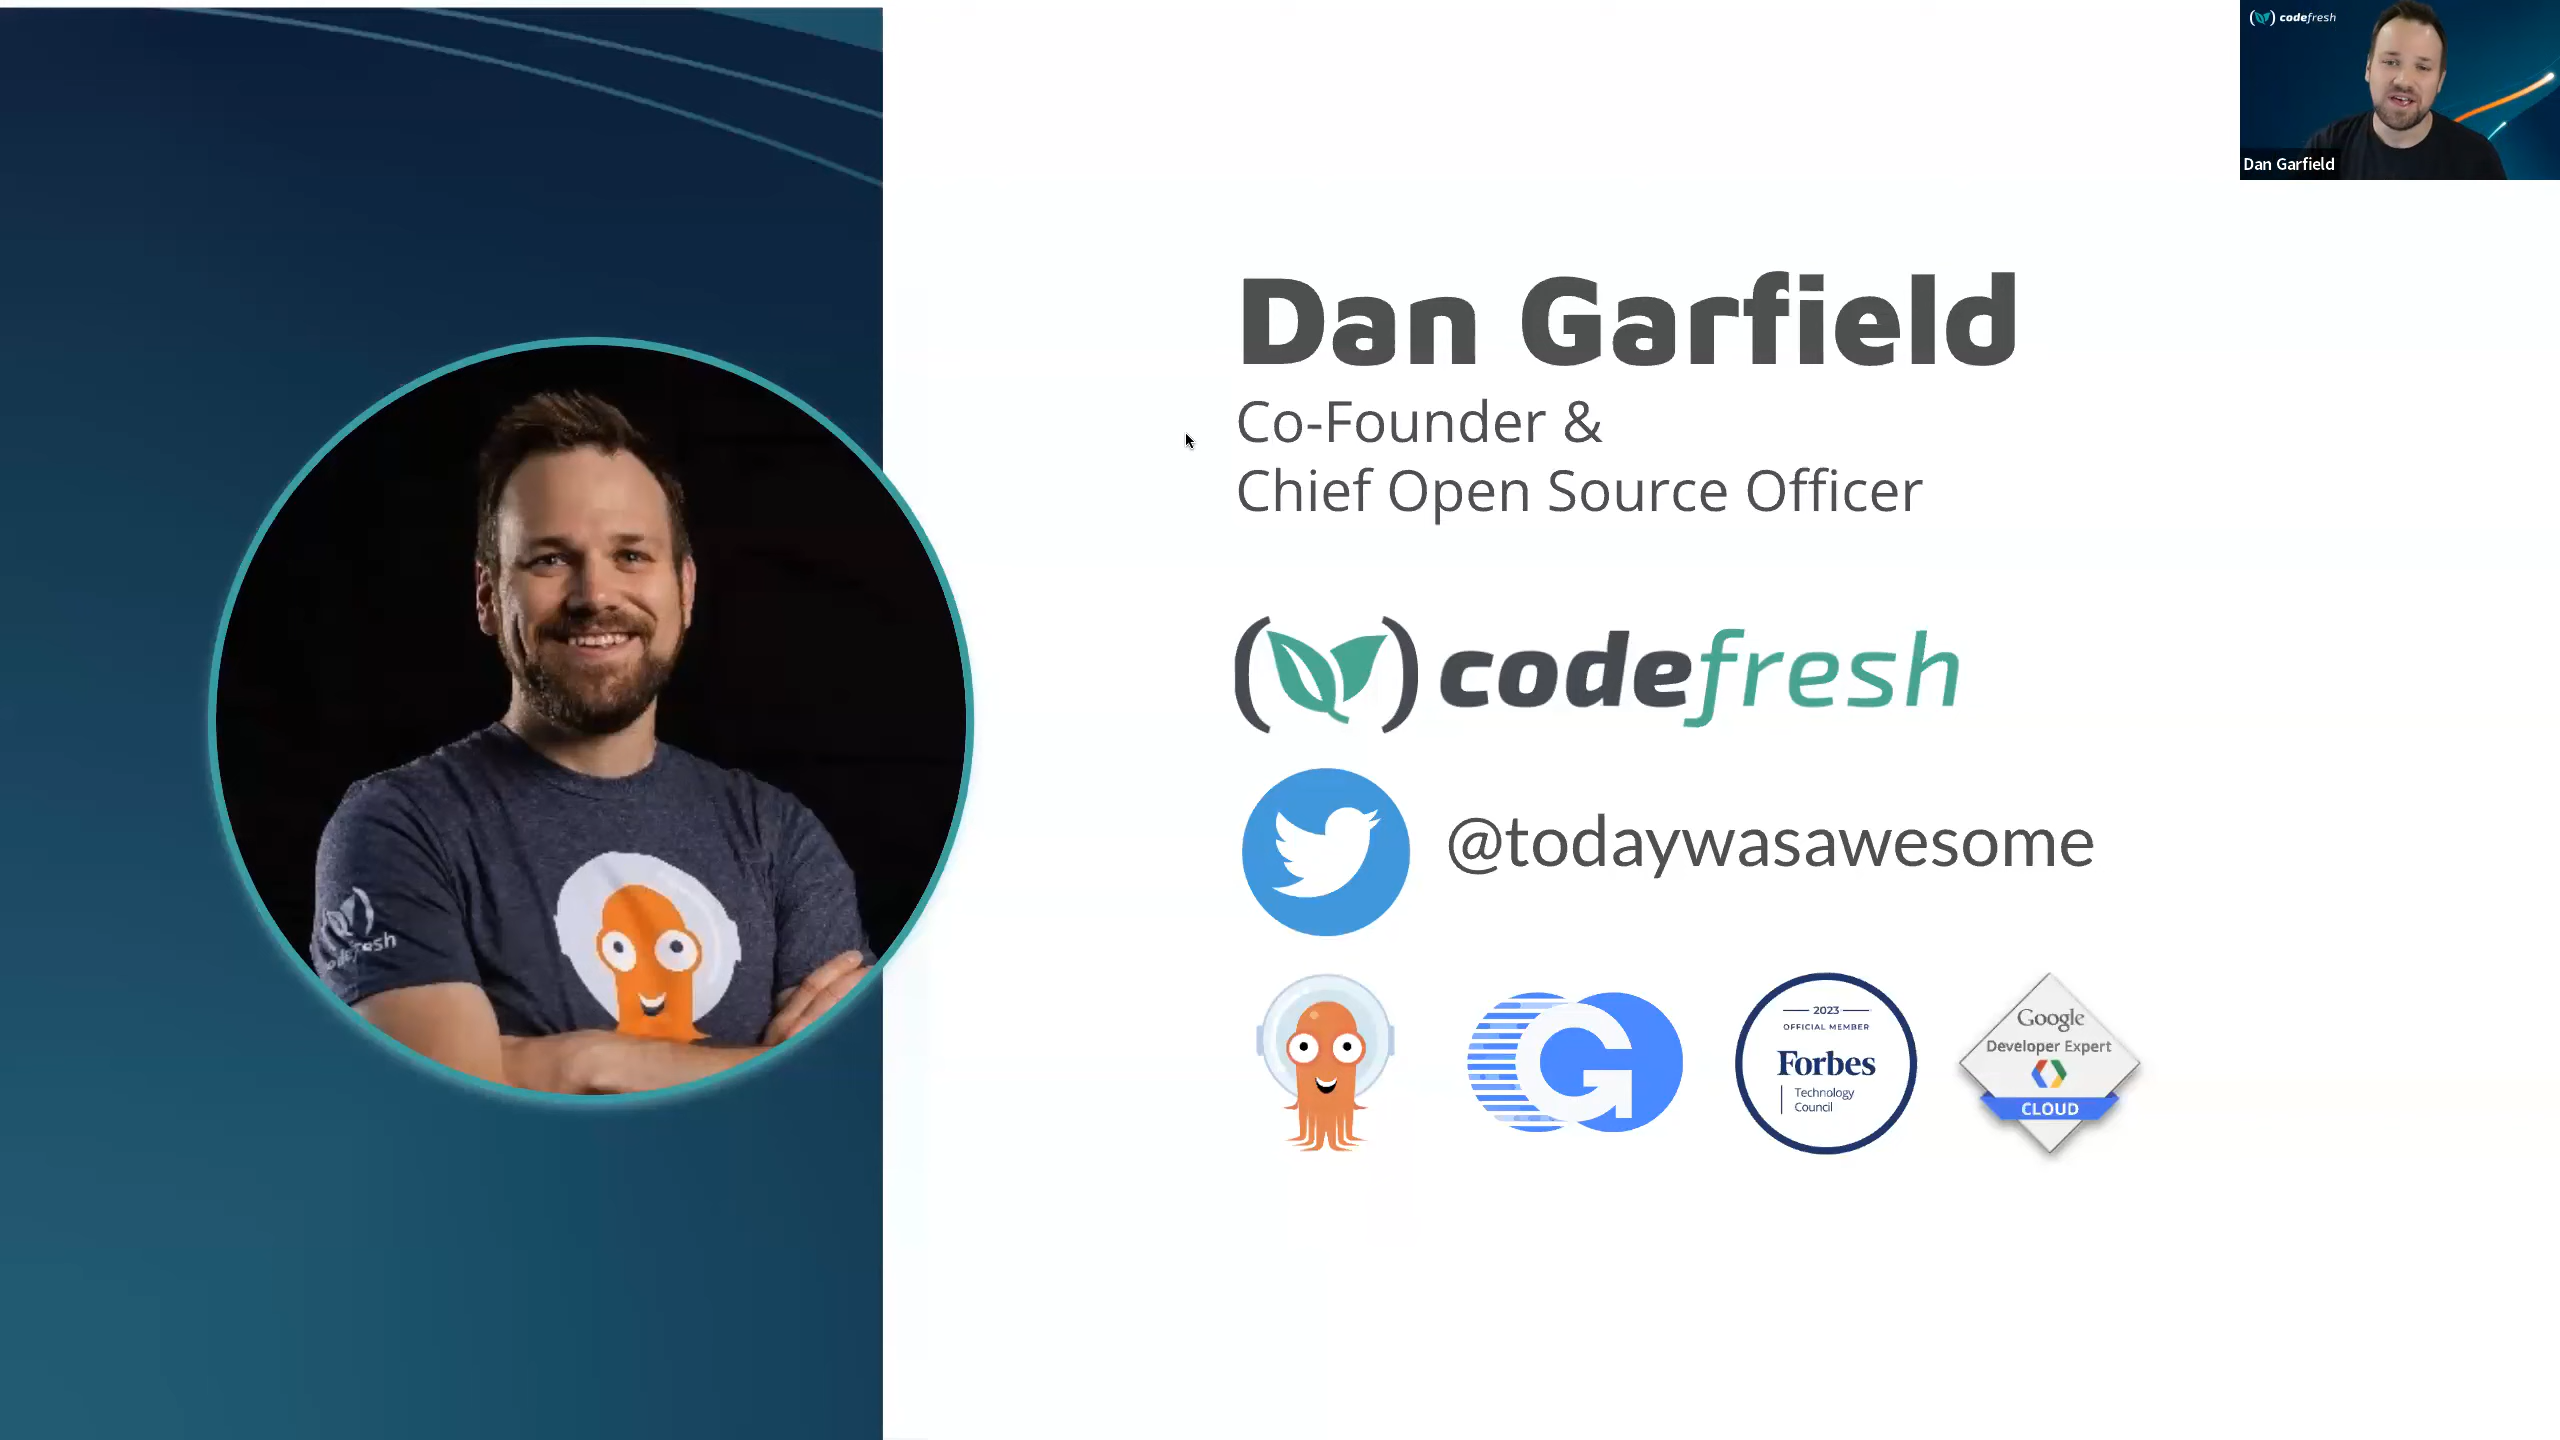 codefresh
Dan Garfield
Dan Garfield
Co-Founder &
Chief Open Source Officer
codefresh
@todaywasawesome
codefresh
G
2023
OFFICIAL MEMBER
Forbes
Technology
Council
Google
Developer Expert
CLOUD